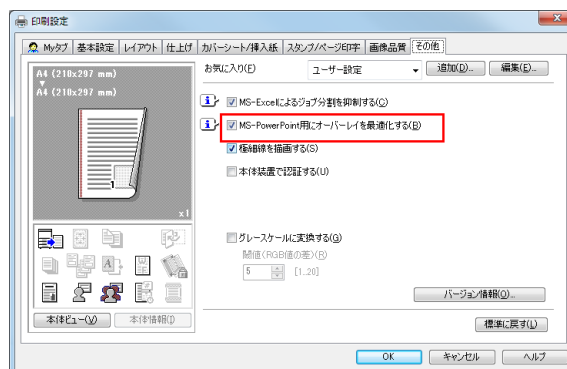 印刷設定
Myタブ 基本設定 レイアウト 仕上げ カバーシート/挿入紙 スタンプ/ページ印字 画像品質 その他
A4 (210x297 mm)
A4 (210x297 mm)
1
x1
お気に入り(F) ユーザー設定 追加(D)... 編集(E)...
MS-Excelによるジョブ分割を抑制する(C)
MS-PowerPoint用にオーバーレイを最適化する(B)
極細線を描画する(S)
本体装置で認証する(U)
グレースケールに変換する(G)
閾値(RGB値の差)(R)
5 [1..20]
バージョン情報(O)...
本体ビュー(V) 本体情報(I)
標準に戻す(L)
OK キャンセル ヘルプ